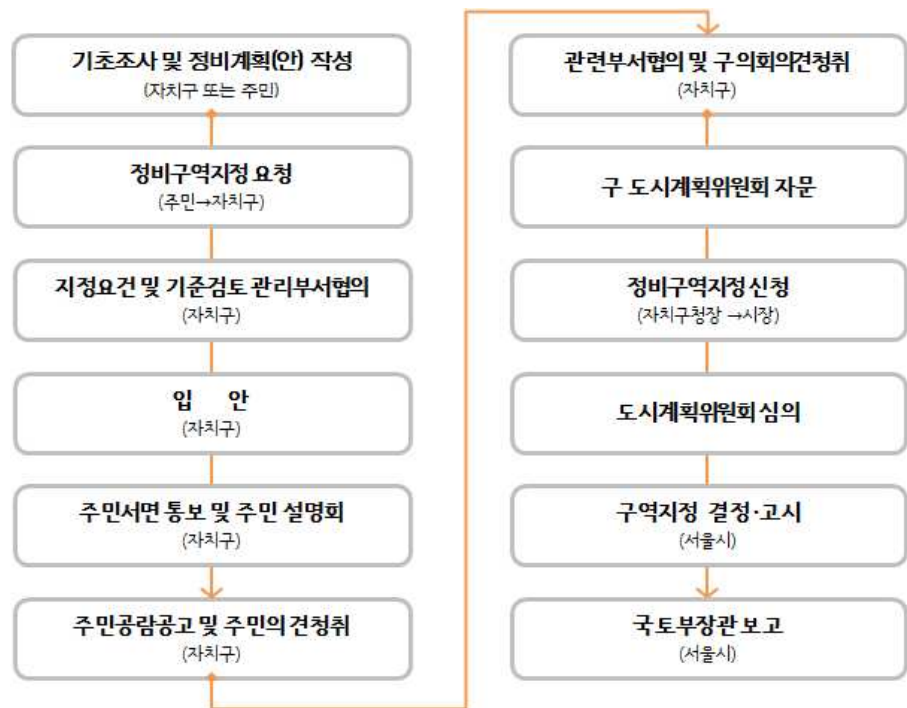 기초조사 및 정비계획(안) 작성
(자치구 또는 주민)
정비구역지정 요청
(주민→자치구)
지정요건 및 기준검토 관리부서협의
(자치구)
입 안
(자치구)
주민서면 통보 및 주민 설명회
(자치구)
주민공람공고 및 주민의견청취
(자치구)
관련부서협의 및 구의회의견청취
(자치구)
구 도시계획위원회 자문
정비구역지정 신청
(자치구청장 →시장)
도시계획위원회 심의
구역지정 결정·고시
(서울시)
국토부장관 보고
(서울시)